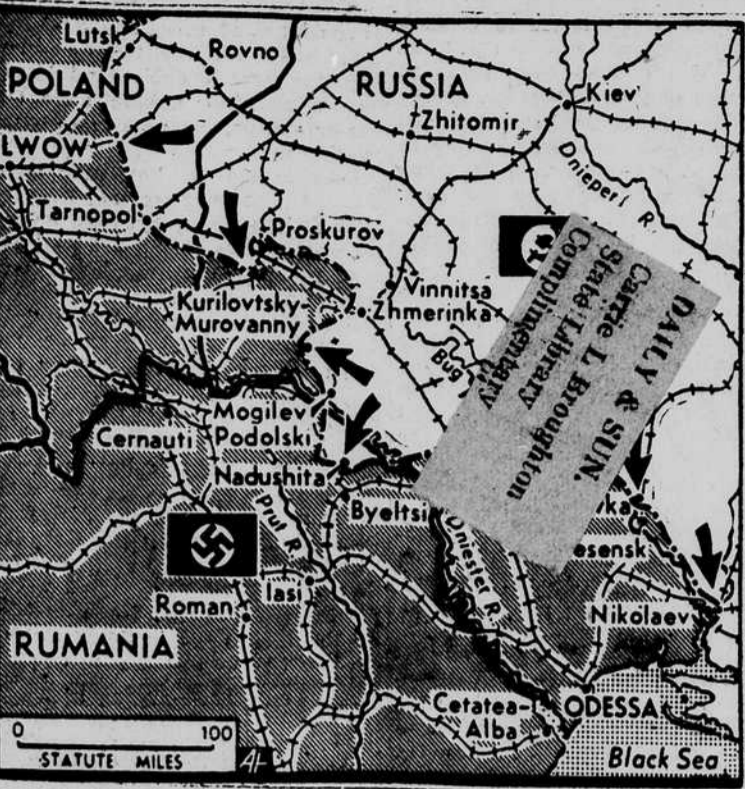 Lutsk
Rovno
POLAND
RUSSIA
Kiev
Zhitomir
LWOW
Dnieper R.
Tarnopol
Proskurov
Vinnitsa
Kurilovtsky-
Murovanny
Zhmerinka
Bug
DAILY & SUN,
Carrie L. Broughton
State Library
Complimentary
Mogilev
Podolski
Cernauti
Nadushita
Prut R.
Byeltsi
Dniester R.
vka
esensk
Iasi
Roman
Nikolaev
RUMANIA
Cetatea-
Alba
ODESSA
0 100
STATUTE MILES
Black Sea